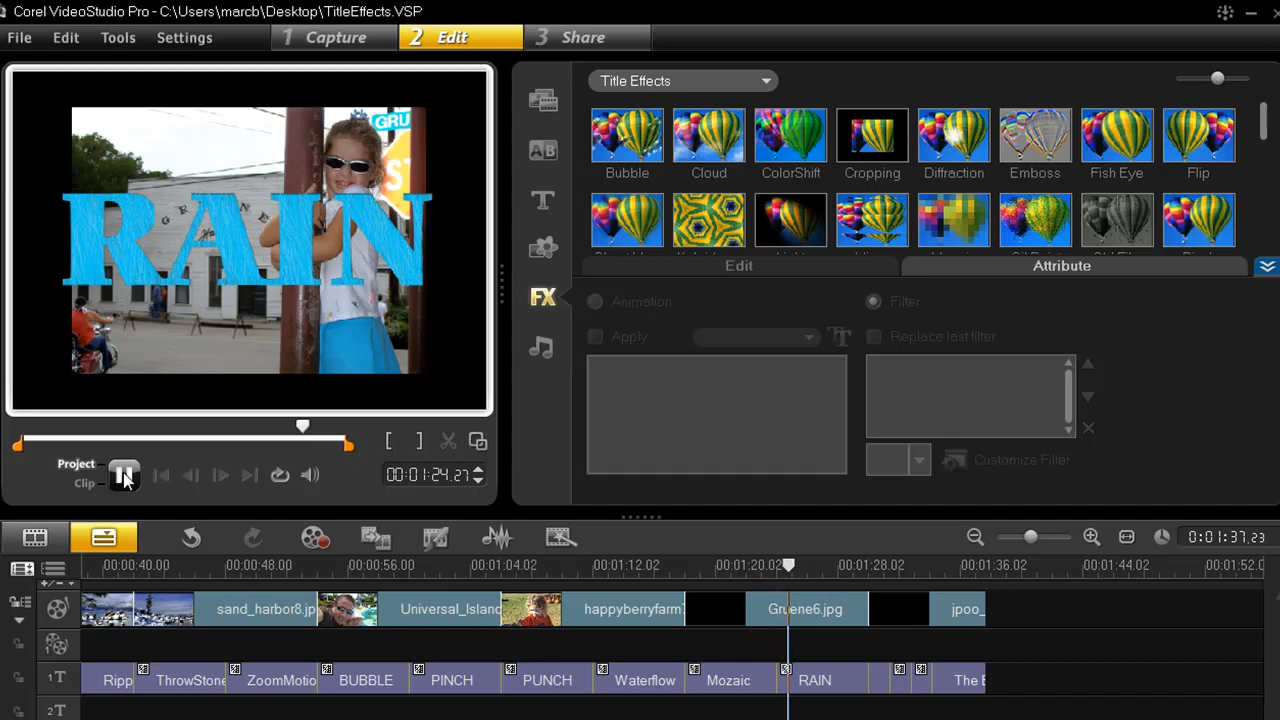 Corel VideoStudio Pro - C:\Users\marcb\Desktop\TitleEffects.VSP
File Edit Tools Settings 1 Capture 2 Edit 3 Share
Title Effects
GRU
RAIN
Bubble Cloud ColorShift Cropping Diffraction Emboss Fish Eye Flip
Edit Attribute
Animation Filter
Apply Replace last filter
Customize Filter
Project
Clip
00:01:24.27
0:01:37.23
00:00:40.00 00:00:48.00 00:00:56.00 00:01:04.02 00:01:12.02 00:01:20.02 00:01:28.02 00:01:36.02 00:01:44.02 00:01:52.0
sand_harbor8.jp Universal_Island happyberryfarm Gruene6.jpg jpoo_
Ripp ThrowStone ZoomMotio BUBBLE PINCH PUNCH Waterflow Mozaic RAIN The E
1T
2T